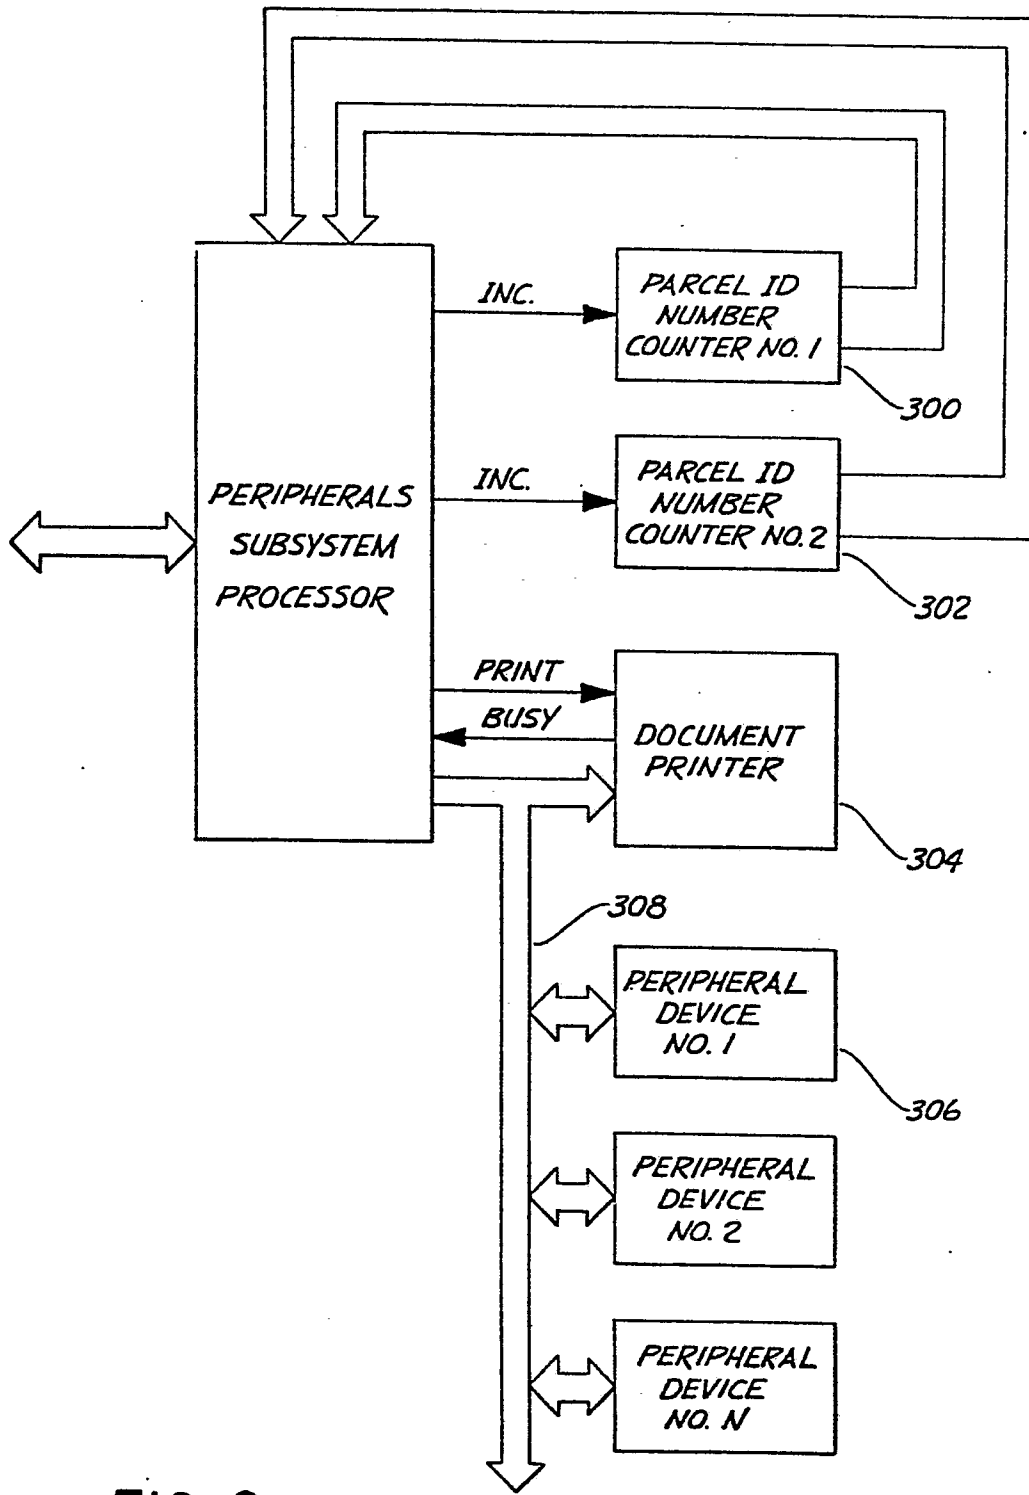 INC.
PARCEL ID
NUMBER
COUNTER NO. 1
300
INC.
PARCEL ID
NUMBER
COUNTER NO. 2
302
PERIPHERALS
SUBSYSTEM
PROCESSOR
PRINT
BUSY
DOCUMENT
PRINTER
304
308
PERIPHERAL
DEVICE
NO. 1
306
PERIPHERAL
DEVICE
NO. 2
PERIPHERAL
DEVICE
NO. N